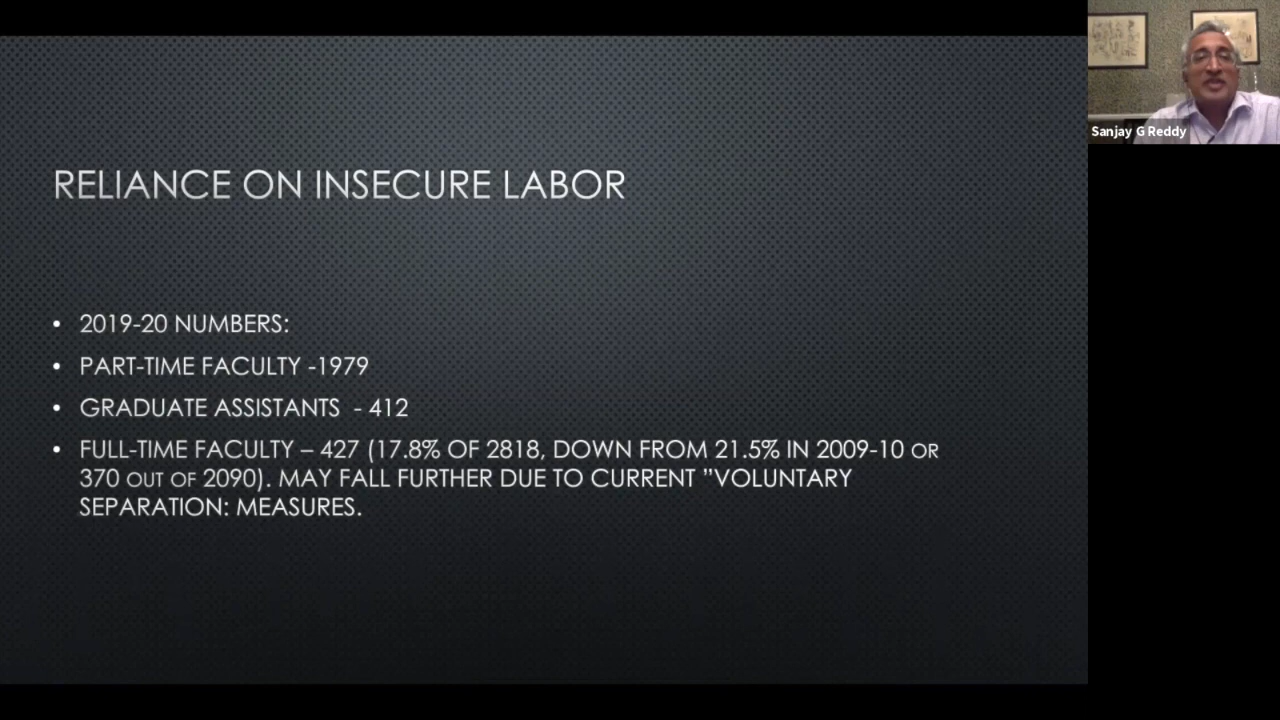 RELIANCE ON INSECURE LABOR
• 2019-20 NUMBERS:
• PART-TIME FACULTY -1979
• GRADUATE ASSISTANTS - 412
• FULL-TIME FACULTY – 427 (17.8% OF 2818, DOWN FROM 21.5% IN 2009-10 OR
370 OUT OF 2090). MAY FALL FURTHER DUE TO CURRENT ”VOLUNTARY
SEPARATION: MEASURES.
Sanjay G Reddy